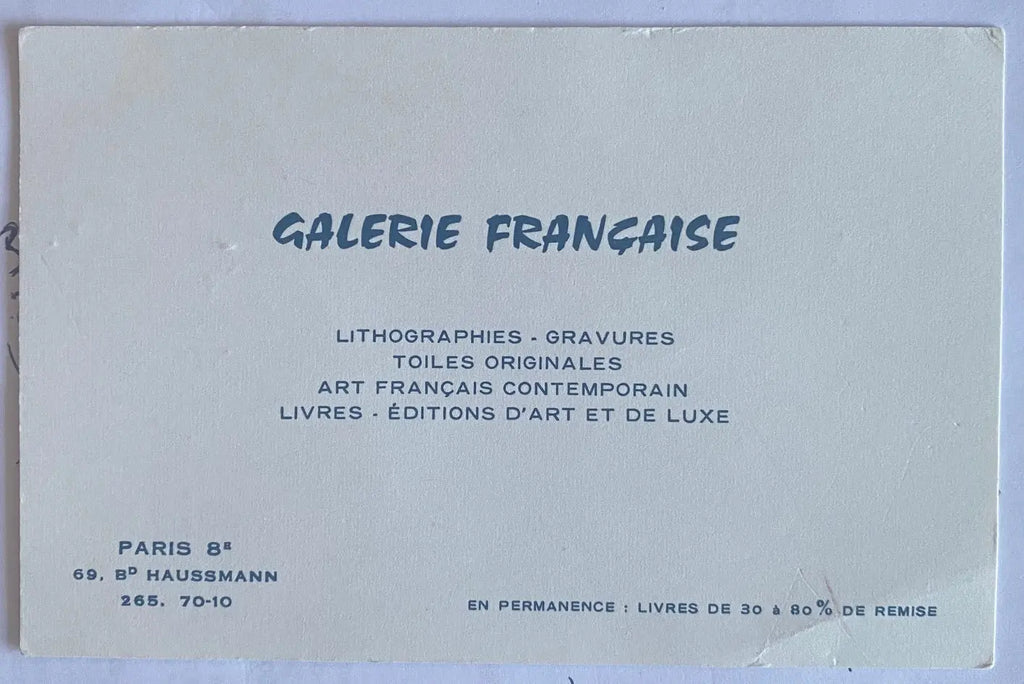 GALERIE FRANÇAISE
LITHOGRAPHIES - GRAVURES
TOILES ORIGINALES
ART FRANÇAIS CONTEMPORAIN
LIVRES - ÉDITIONS D'ART ET DE LUXE
PARIS 8E
69, BD HAUSSMANN
265. 70-10
EN PERMANENCE : LIVRES DE 30 à 80% DE REMISE